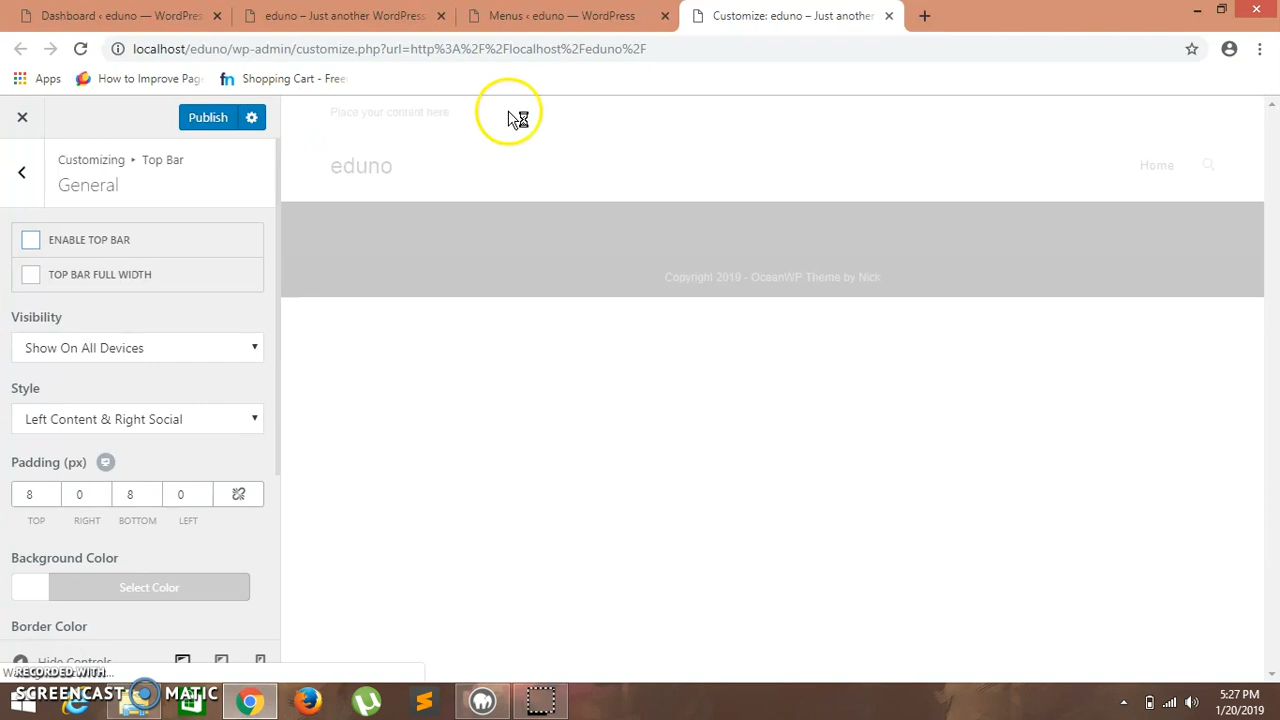 Dashboard ‹ eduno — WordPress
eduno – Just another WordPress
Menus ‹ eduno — WordPress
Customize: eduno – Just another
localhost/eduno/wp-admin/customize.php?url=http%3A%2F%2Flocalhost%2Feduno%2F
Apps
How to Improve Page
Shopping Cart - Free
Publish
Place your content here
Customizing ▸ Top Bar
General
eduno
Home
ENABLE TOP BAR
TOP BAR FULL WIDTH
Copyright 2019 - OceanWP Theme by Nick
Visibility
Show On All Devices
Style
Left Content & Right Social
Padding (px)
8 0 8 0
TOP RIGHT BOTTOM LEFT
Background Color
Select Color
Border Color
Hide Controls
RECORDED WITH
SCREENCAST MATIC
5:27 PM
1/20/2019